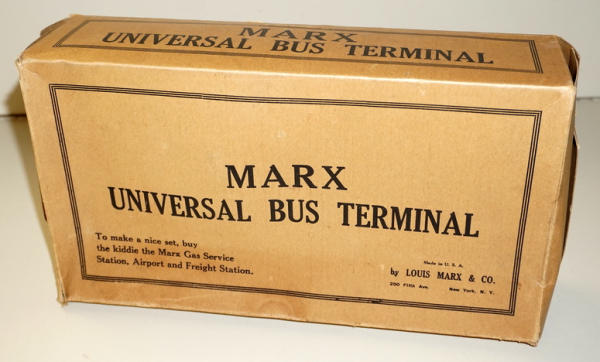 MARX
UNIVERSAL BUS TERMINAL
MARX
UNIVERSAL BUS TERMINAL
To make a nice set, buy
the kiddie the Marx Gas Service
Station, Airport and Freight Station.
Made in U. S. A.
by LOUIS MARX & CO.
200 Fifth Ave. New York, N. Y.